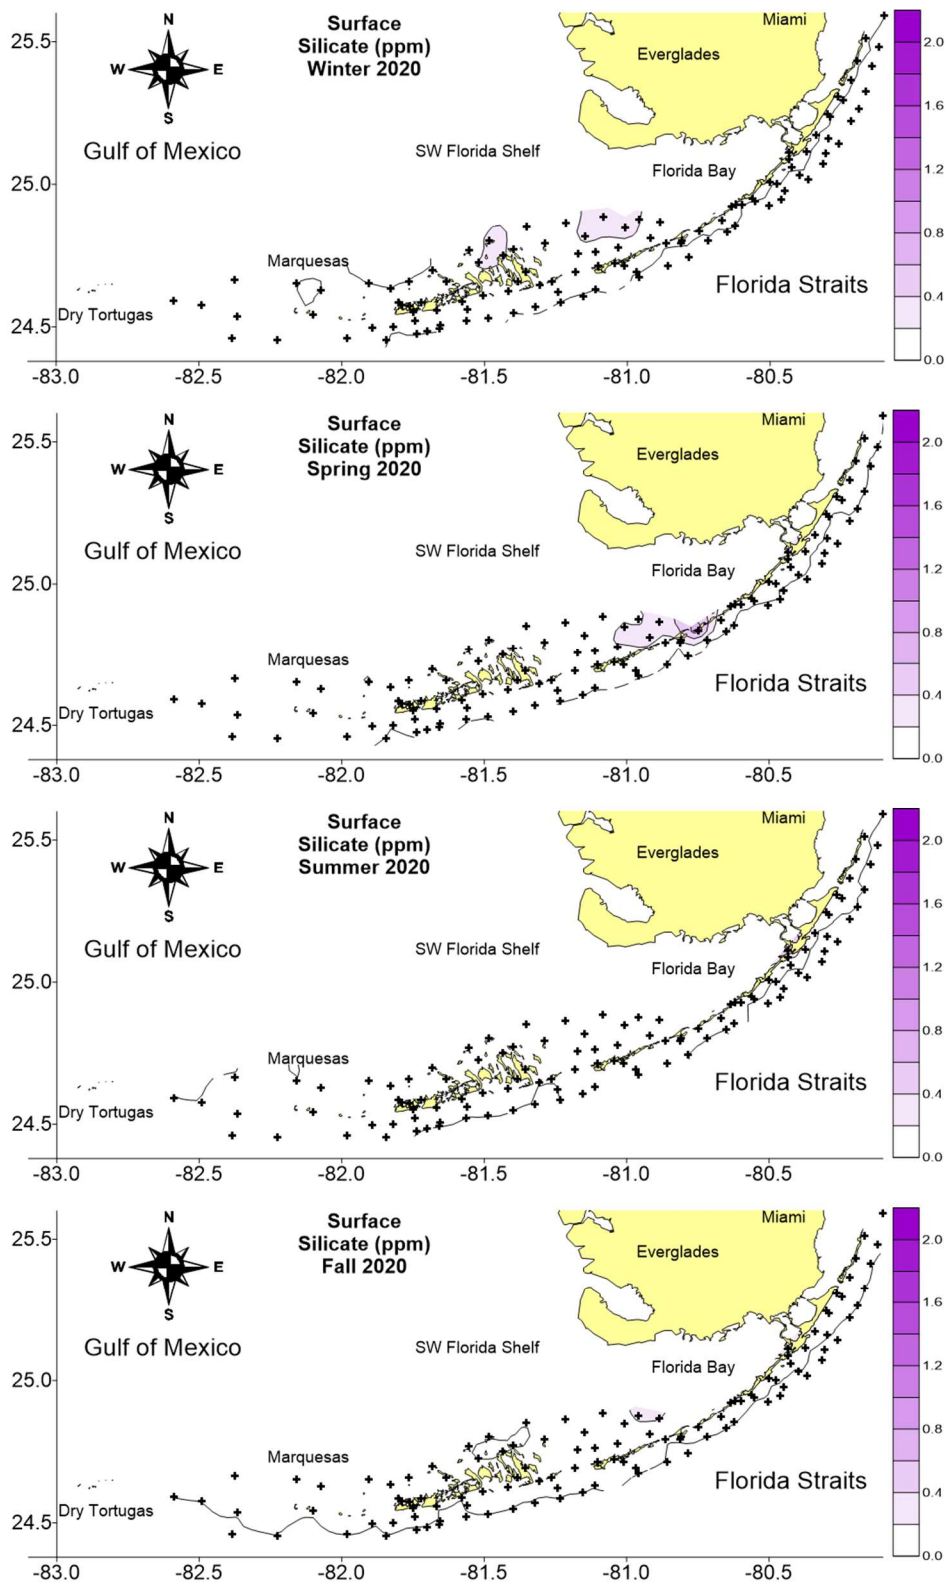 Surface
Silicate (ppm)
Winter 2020
N
W E
S
Miami
Everglades
Gulf of Mexico
SW Florida Shelf
Florida Bay
Marquesas
Dry Tortugas
Florida Straits
25.5
25.0
24.5
-83.0 -82.5 -82.0 -81.5 -81.0 -80.5
2.0
1.6
1.2
0.8
0.4
0.0
Surface
Silicate (ppm)
Spring 2020
N
W E
S
Miami
Everglades
Gulf of Mexico
SW Florida Shelf
Florida Bay
Marquesas
Dry Tortugas
Florida Straits
25.5
25.0
24.5
-83.0 -82.5 -82.0 -81.5 -81.0 -80.5
2.0
1.6
1.2
0.8
0.4
0.0
Surface
Silicate (ppm)
Summer 2020
N
W E
S
Miami
Everglades
Gulf of Mexico
SW Florida Shelf
Florida Bay
Marquesas
Dry Tortugas
Florida Straits
25.5
25.0
24.5
-83.0 -82.5 -82.0 -81.5 -81.0 -80.5
2.0
1.6
1.2
0.8
0.4
0.0
Surface
Silicate (ppm)
Fall 2020
N
W E
S
Miami
Everglades
Gulf of Mexico
SW Florida Shelf
Florida Bay
Marquesas
Dry Tortugas
Florida Straits
25.5
25.0
24.5
-83.0 -82.5 -82.0 -81.5 -81.0 -80.5
2.0
1.6
1.2
0.8
0.4
0.0